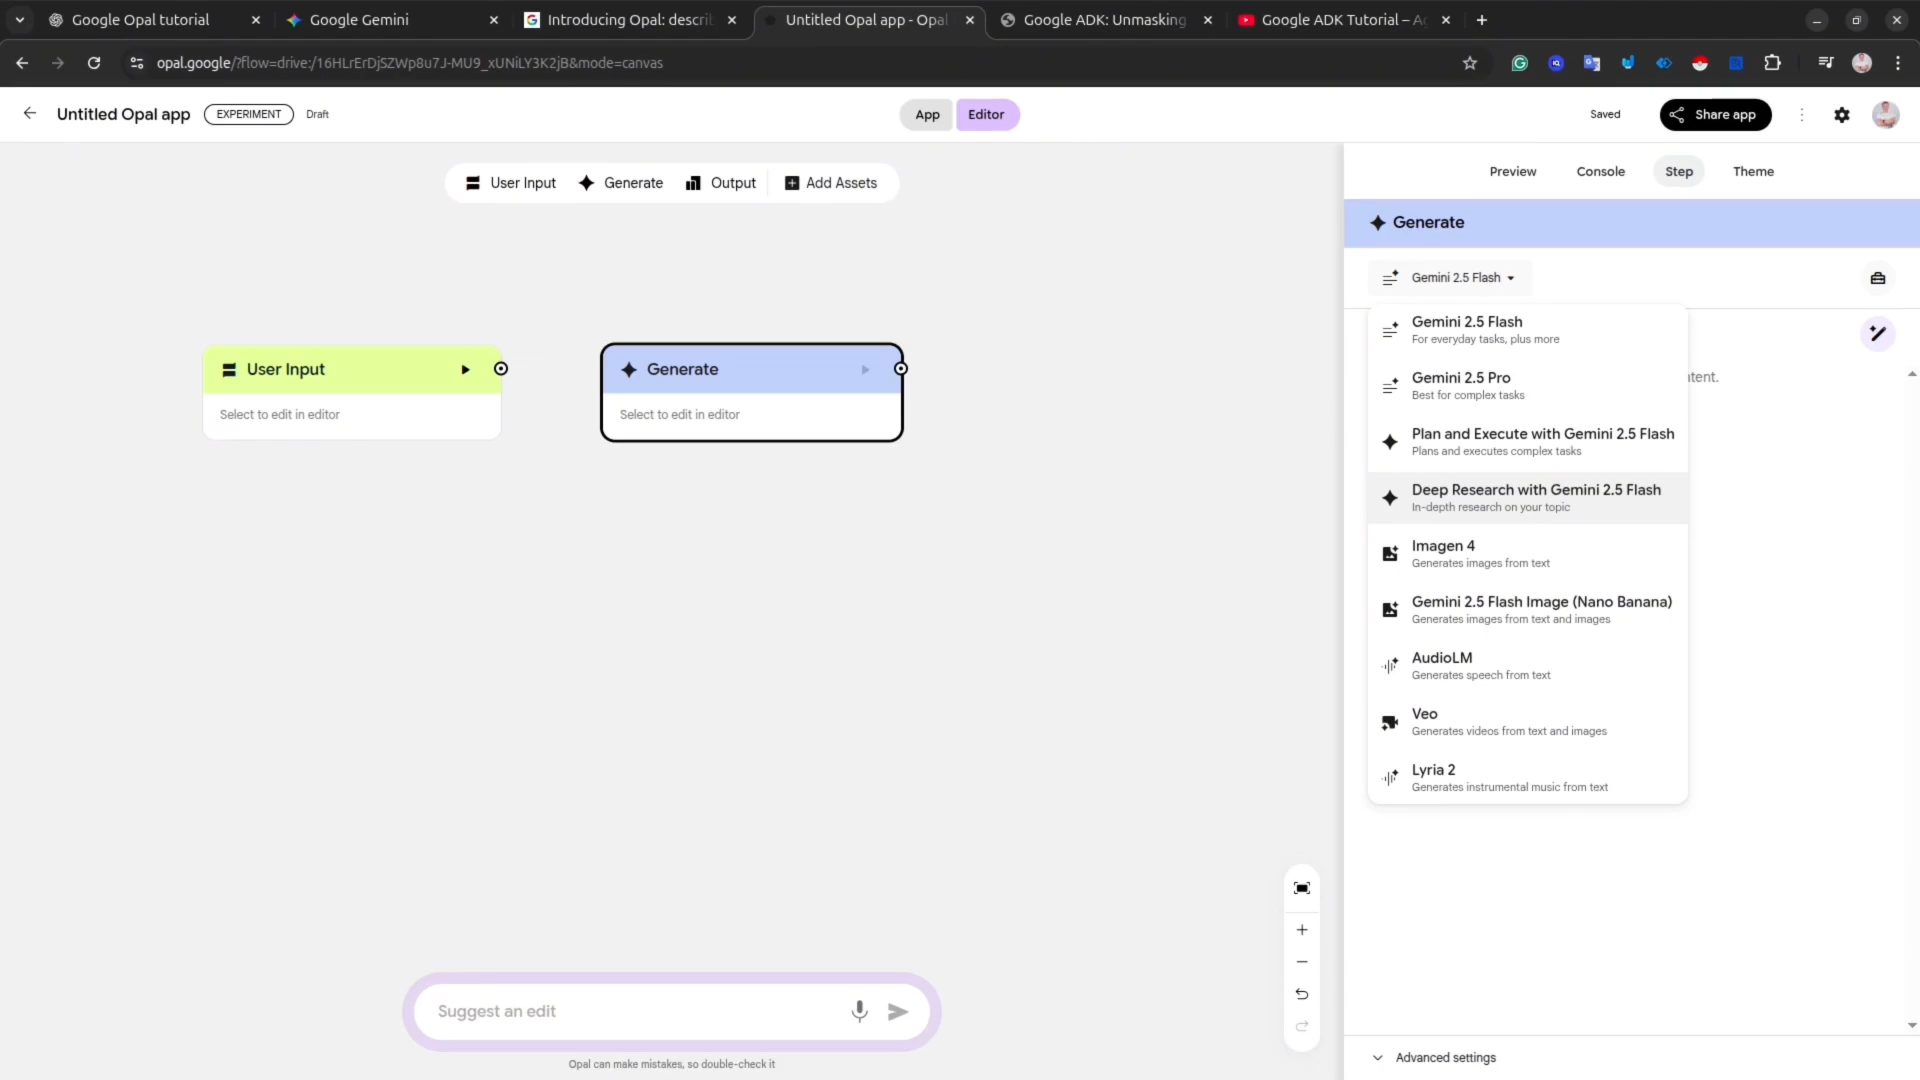 Google Opal tutorial
Google Gemini
Introducing Opal: descri
Untitled Opal app - Opal
Google ADK: Unmasking
Google ADK Tutorial – A
opal.google/?flow=drive:/16HLrErDjSZWp8u7J-MU9_xUNiLY3K2jB&mode=canvas
Untitled Opal app
EXPERIMENT
Draft
App
Editor
Saved
Share app
User Input
Generate
Output
Add Assets
Preview
Console
Step
Theme
Generate
Gemini 2.5 Flash
User Input
Select to edit in editor
Generate
Select to edit in editor
Gemini 2.5 Flash
For everyday tasks, plus more
Gemini 2.5 Pro
Best for complex tasks
Plan and Execute with Gemini 2.5 Flash
Plans and executes complex tasks
Deep Research with Gemini 2.5 Flash
In-depth research on your topic
Imagen 4
Generates images from text
Gemini 2.5 Flash Image (Nano Banana)
Generates images from text and images
AudioLM
Generates speech from text
Veo
Generates videos from text and images
Lyria 2
Generates instrumental music from text
ntent.
Suggest an edit
Opal can make mistakes, so double-check it
Advanced settings